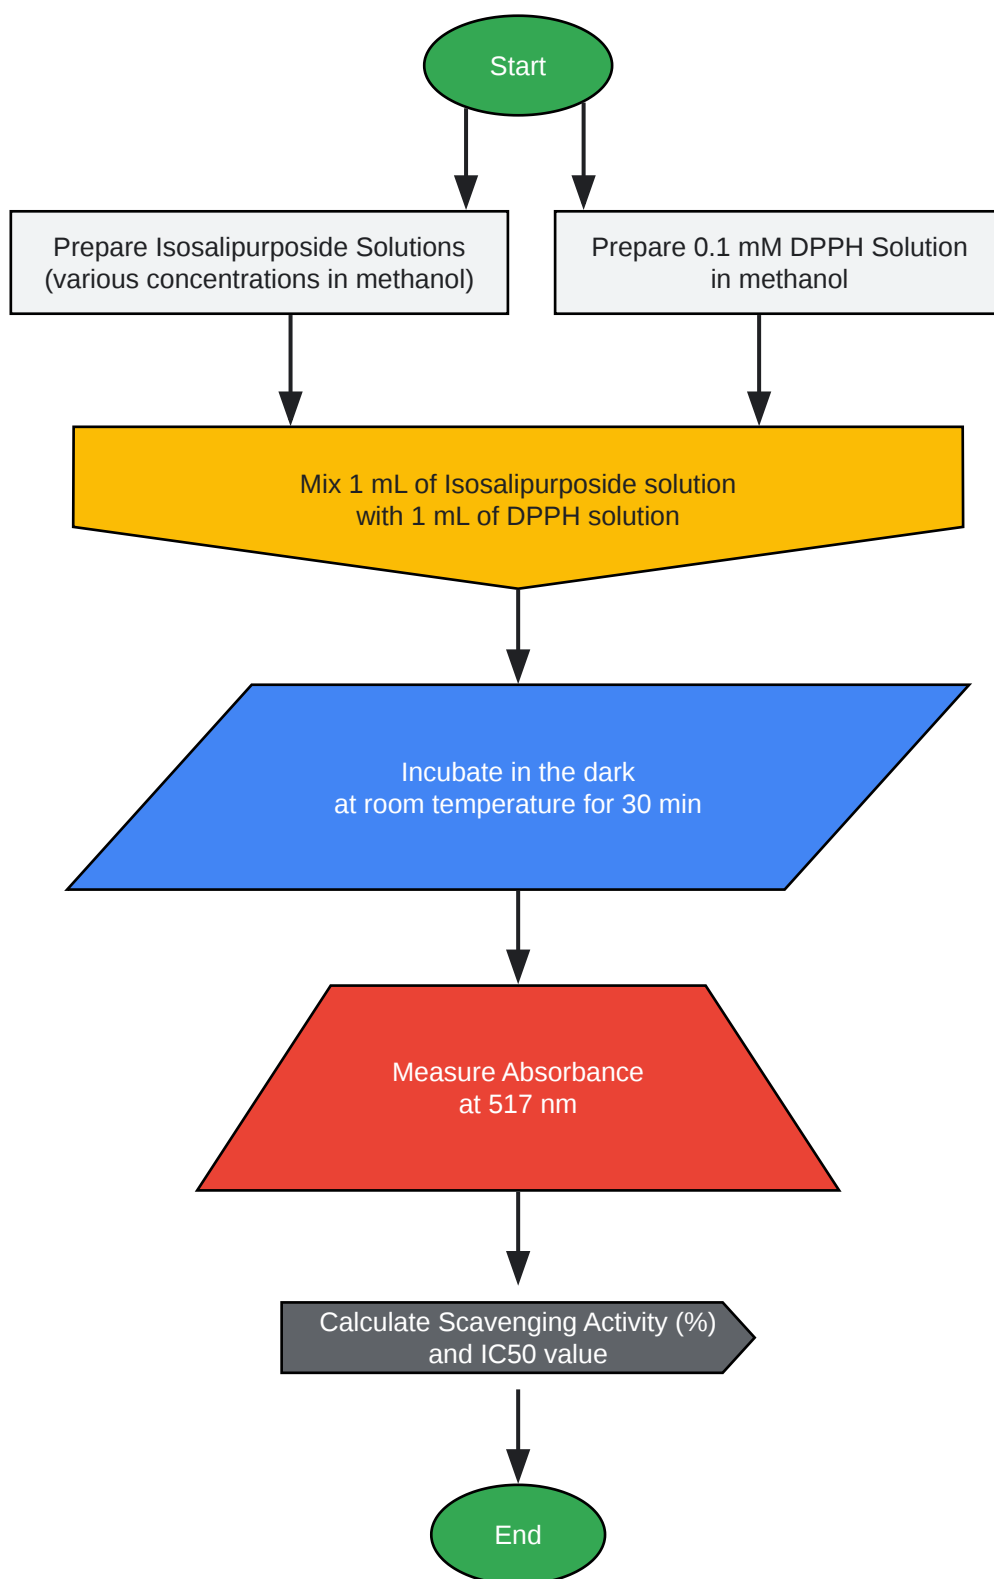 Start
Prepare Isosalipurposide Solutions
(various concentrations in methanol)
Prepare 0.1 mM DPPH Solution
in methanol
Mix 1 mL of Isosalipurposide solution
with 1 mL of DPPH solution
Incubate in the dark
at room temperature for 30 min
Measure Absorbance
at 517 nm
Calculate Scavenging Activity (%)
and IC50 value
End